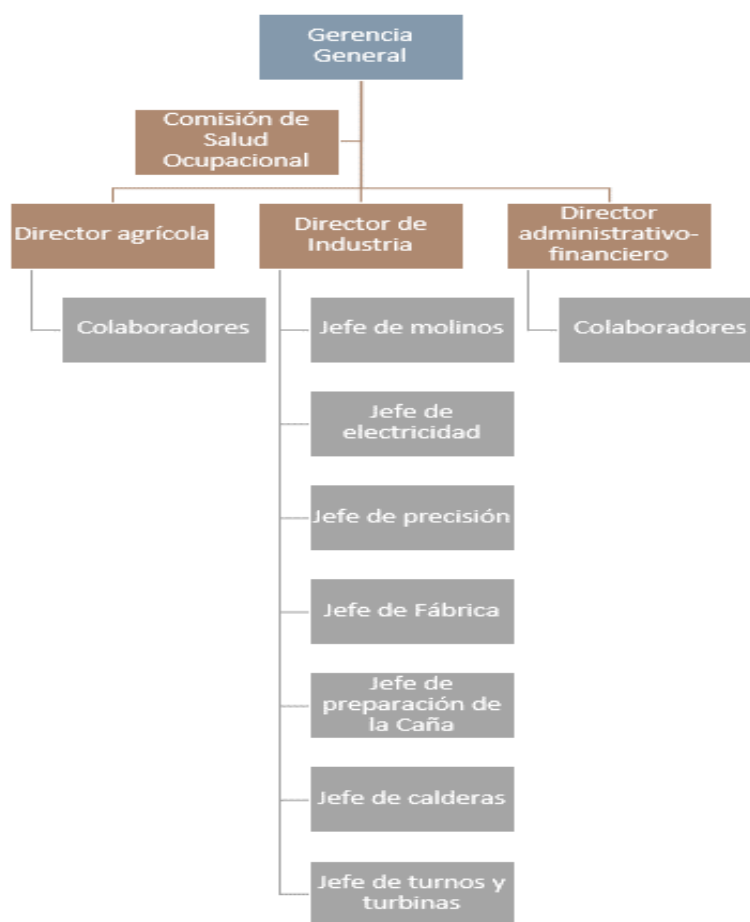 Gerencia
General
Comisión de
Salud
Ocupacional
Director agrícola
Director de
Industria
Director
administrativo-
financiero
Colaboradores
Jefe de molinos
Colaboradores
Jefe de
electricidad
Jefe de precisión
Jefe de Fábrica
Jefe de
preparación de
la Caña
Jefe de calderas
Jefe de turnos y
turbinas